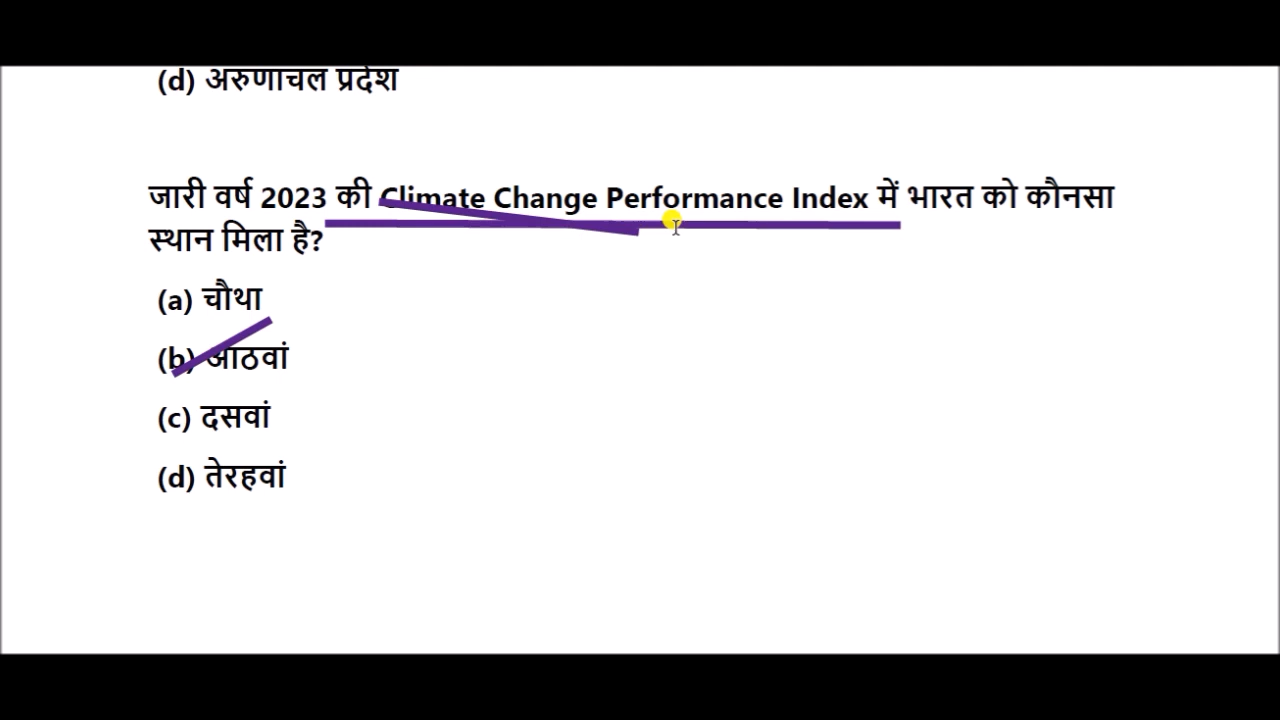 (d) अरुणाचल प्रदेश
जारी वर्ष 2023 की Climate Change Performance Index में भारत को कौनसा
स्थान मिला है?
(a) चौथा
(b) आठवां
(c) दसवां
(d) तेरहवां